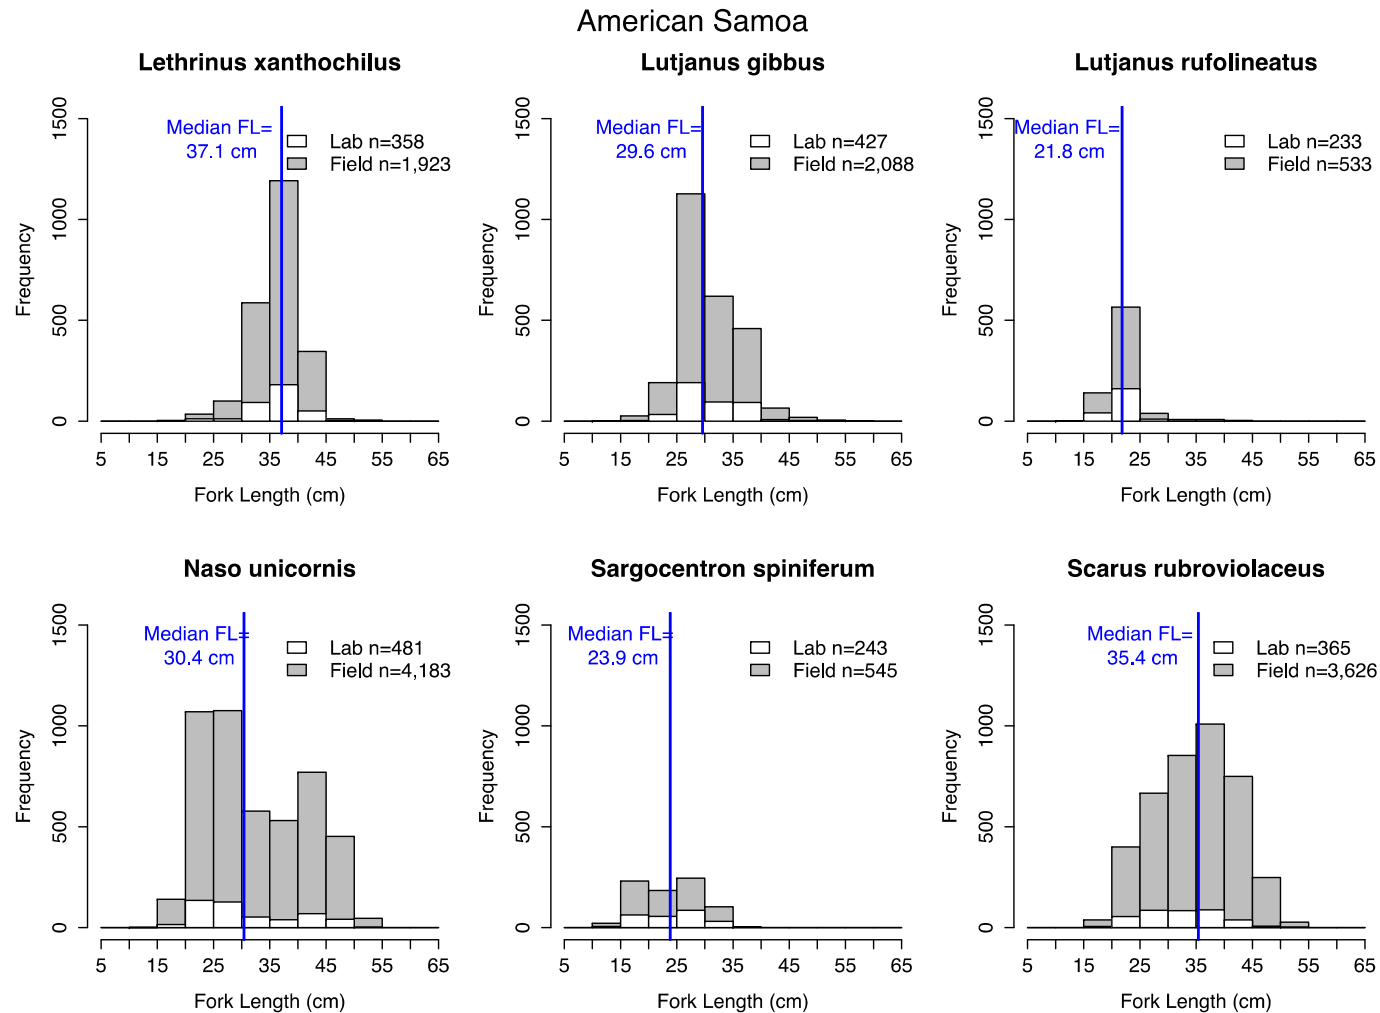 American Samoa
Lethrinus xanthochilus
Median FL=
37.1 cm
Lab n=358
Field n=1,923
Frequency
0
500
1000
1500
5 15 25 35 45 55 65
Fork Length (cm)
Lutjanus gibbus
Median FL=
29.6 cm
Lab n=427
Field n=2,088
Frequency
0
500
1000
1500
5 15 25 35 45 55 65
Fork Length (cm)
Lutjanus rufolineatus
Median FL=
21.8 cm
Lab n=233
Field n=533
Frequency
0
500
1000
1500
5 15 25 35 45 55 65
Fork Length (cm)
Naso unicornis
Median FL=
30.4 cm
Lab n=481
Field n=4,183
Frequency
0
500
1000
1500
5 15 25 35 45 55 65
Fork Length (cm)
Sargocentron spiniferum
Median FL=
23.9 cm
Lab n=243
Field n=545
Frequency
0
500
1000
1500
5 15 25 35 45 55 65
Fork Length (cm)
Scarus rubroviolaceus
Median FL=
35.4 cm
Lab n=365
Field n=3,626
Frequency
0
500
1000
1500
5 15 25 35 45 55 65
Fork Length (cm)